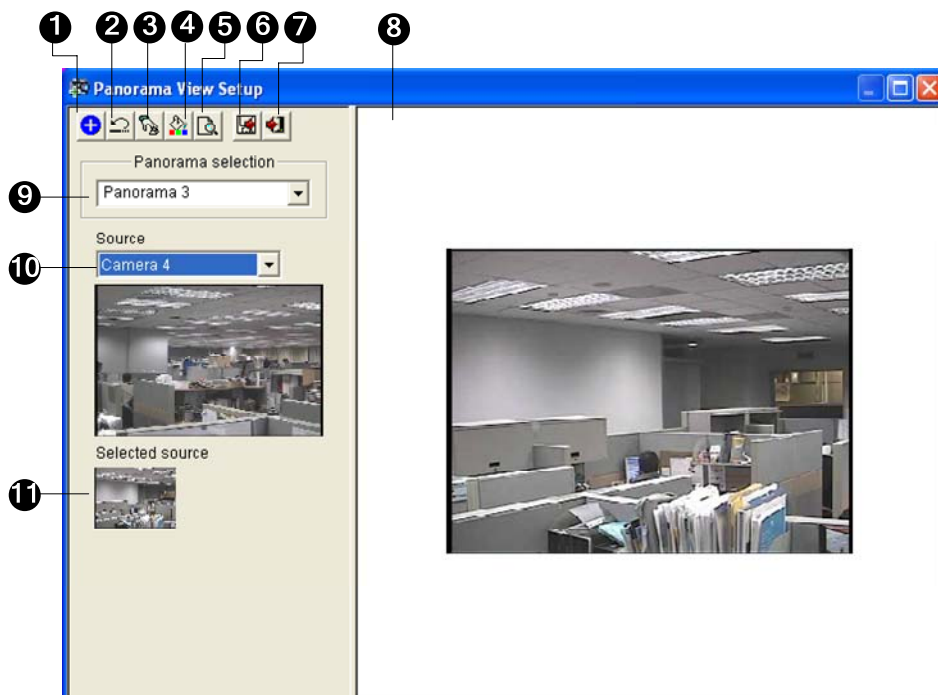 1 2 3 4 5 6 7 8
Panorama View Setup
Panorama selection
9
Panorama 3
Source
10
Camera 4
Selected source
11